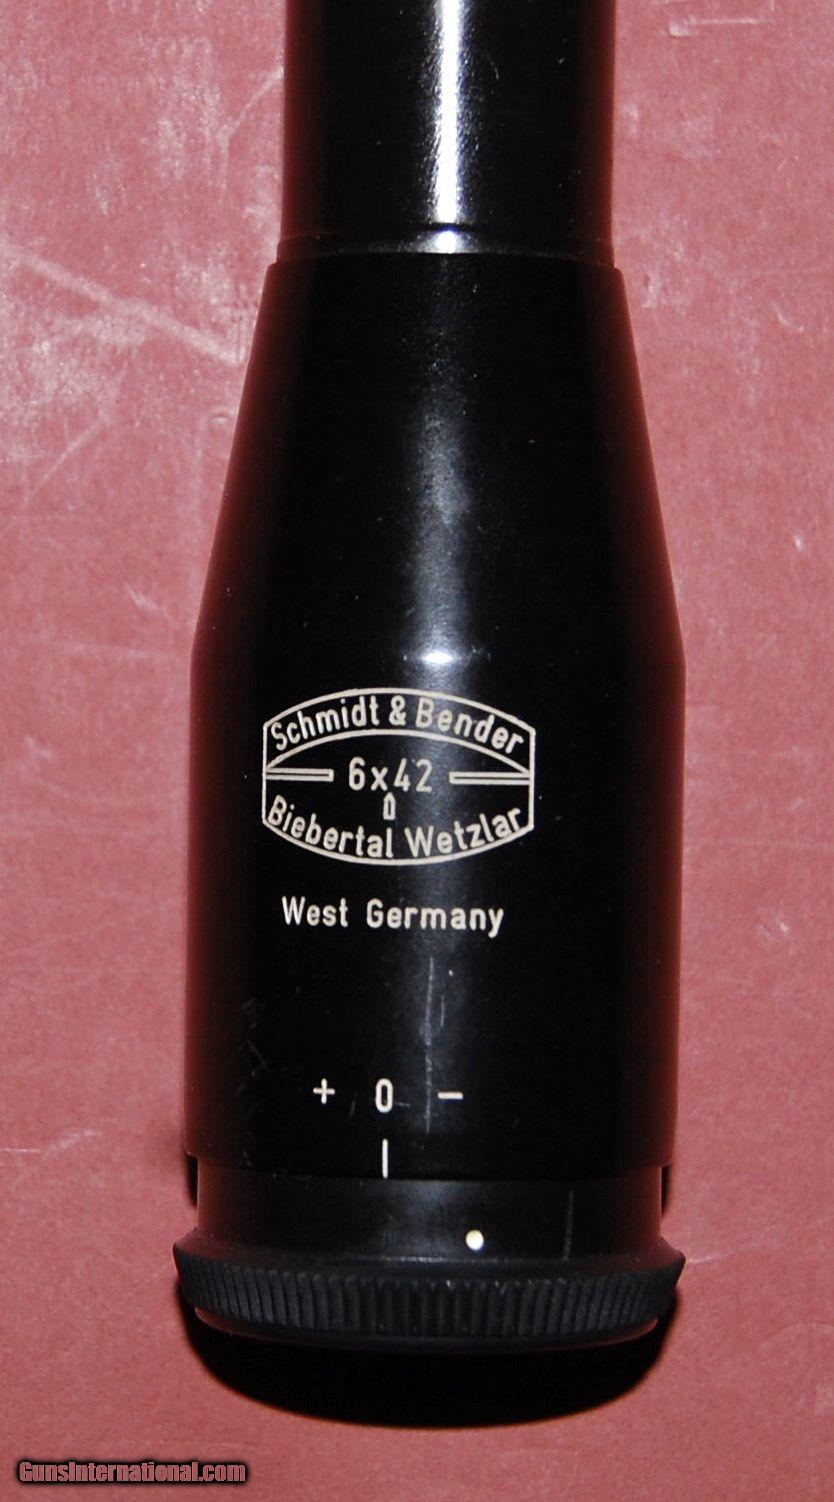 Schmidt & Bender
6x42
Biebertal Wetzlar
West Germany
+ 0 -
GunsInternational.com